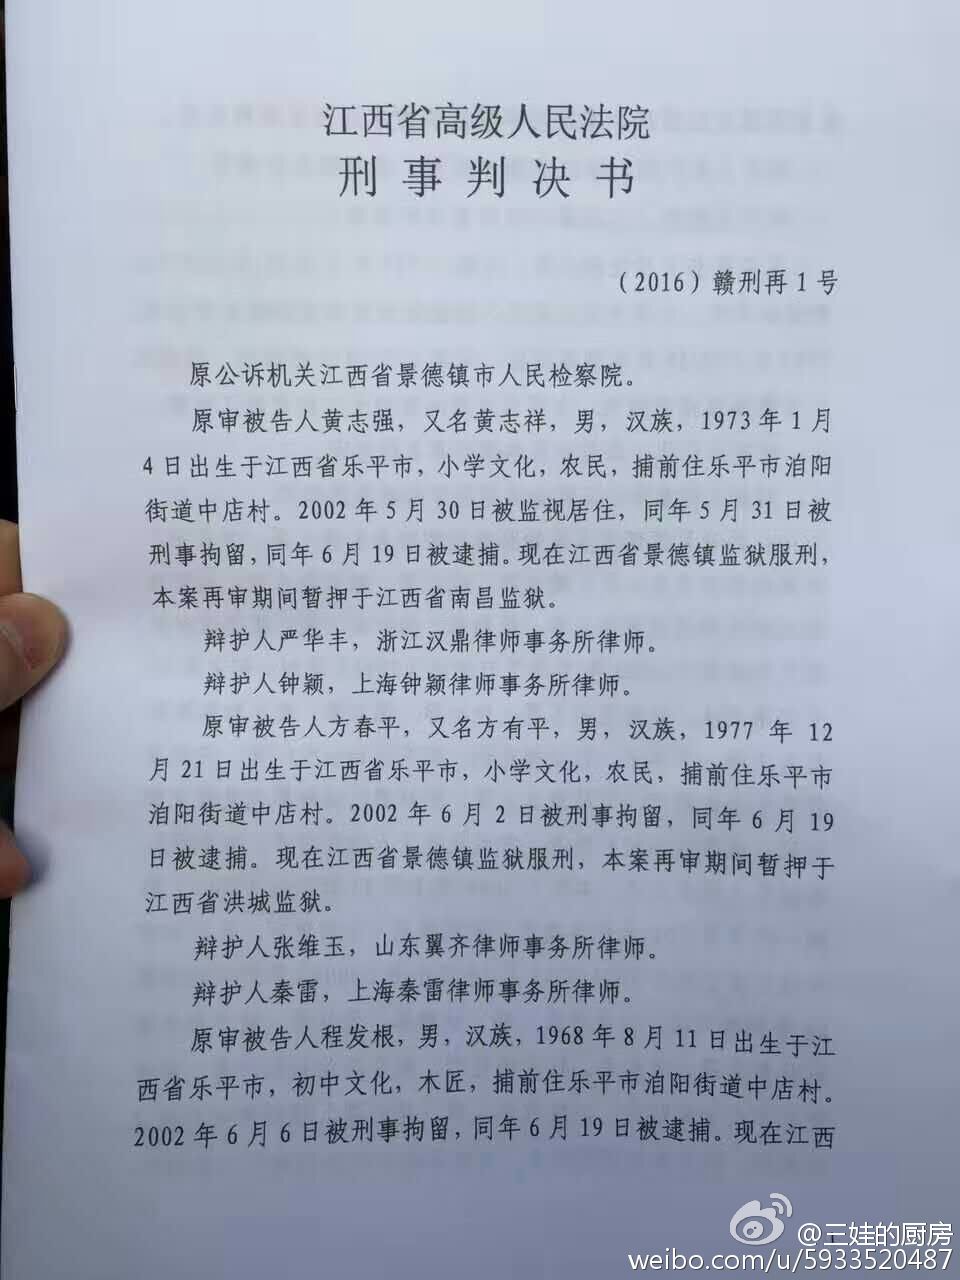 江西省高级人民法院
刑事判决书
（2016）赣刑再1号
原公诉机关江西省景德镇市人民检察院。
原审被告人黄志强，又名黄志祥，男，汉族，1973年1月
4日出生于江西省乐平市，小学文化，农民，捕前住乐平市洎阳
街道中店村。2002年5月30日被监视居住，同年5月31日被
刑事拘留，同年6月19日被逮捕。现在江西省景德镇监狱服刑，
本案再审期间暂押于江西省南昌监狱。
辩护人严华丰，浙江汉鼎律师事务所律师。
辩护人钟颖，上海钟颖律师事务所律师。
原审被告人方春平，又名方有平，男，汉族，1977年12
月21日出生于江西省乐平市，小学文化，农民，捕前住乐平市
洎阳街道中店村。2002年6月2日被刑事拘留，同年6月19
日被逮捕。现在江西省景德镇监狱服刑，本案再审期间暂押于
江西省洪城监狱。
辩护人张维玉，山东翼齐律师事务所律师。
辩护人秦雷，上海秦雷律师事务所律师。
原审被告人程发根，男，汉族，1968年8月11日出生于江
西省乐平市，初中文化，木匠，捕前住乐平市洎阳街道中店村。
2002年6月6日被刑事拘留，同年6月19日被逮捕。现在江西
1
@三娃的厨房
weibo.com/u/5933520487